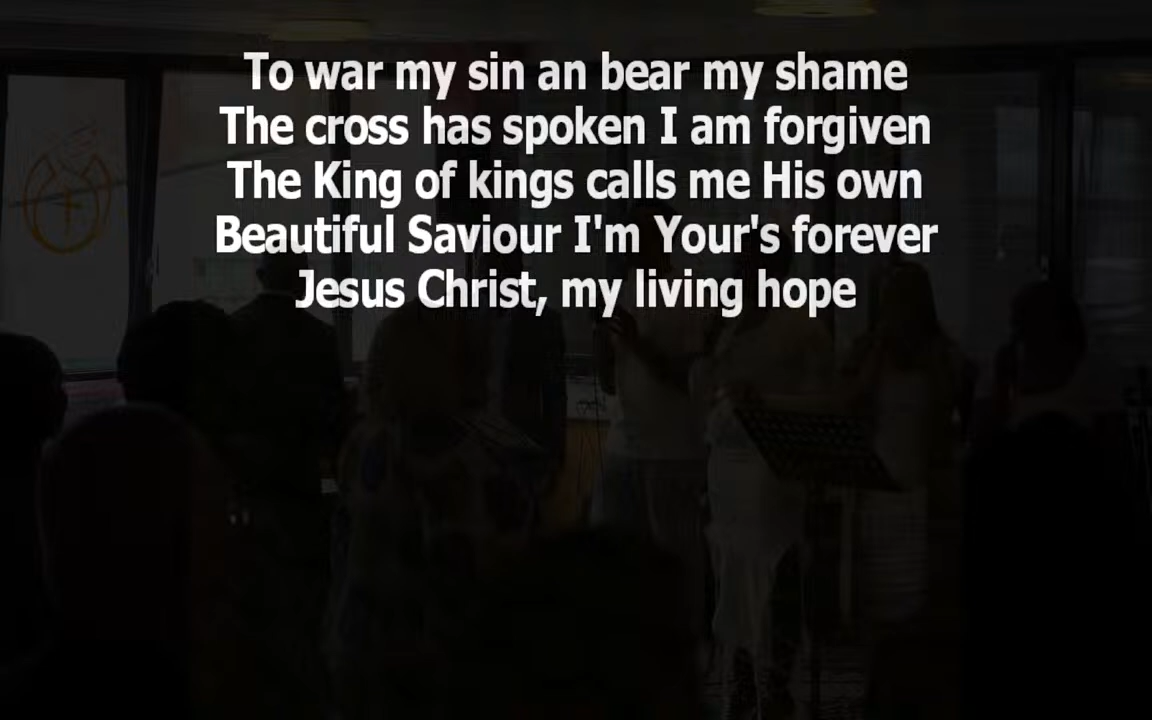 To war my sin an bear my shame
The cross has spoken I am forgiven
The King of kings calls me His own
Beautiful Saviour I'm Your's forever
Jesus Christ, my living hope